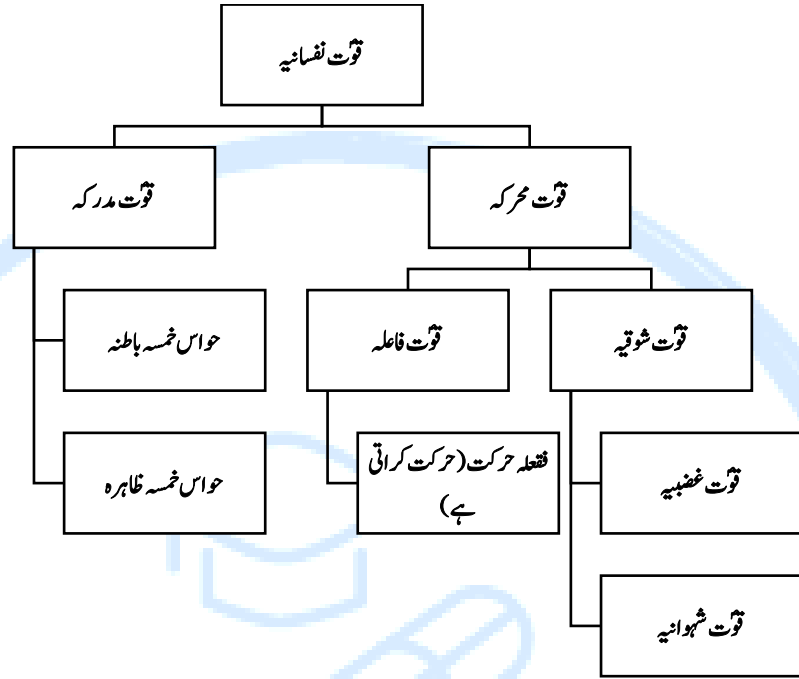 قوّت نفسانیہ
قوّت محرکہ
قوّت مدرکہ
قوّت شوقیہ
قوّت فاعلہ
حواس خمسہ باطنہ
قوّت غضبیہ
فقعلہ حرکت (حرکت کراتی
ہے)
حواس خمسہ ظاہرہ
قوّت شہوانیہ